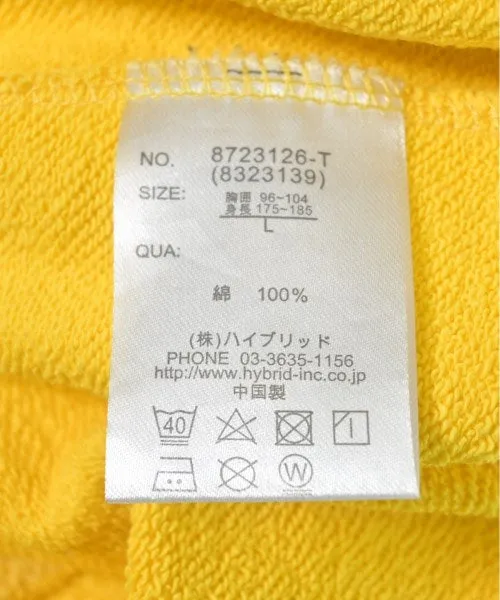 NO. 8723126-T
(8323139)
SIZE: 胸囲 96~104
身長 175~185
L
QUA:
綿 100%
(株)ハイブリッド
PHONE 03-3635-1156
http://www.hybrid-inc.co.jp
中国製
40
W